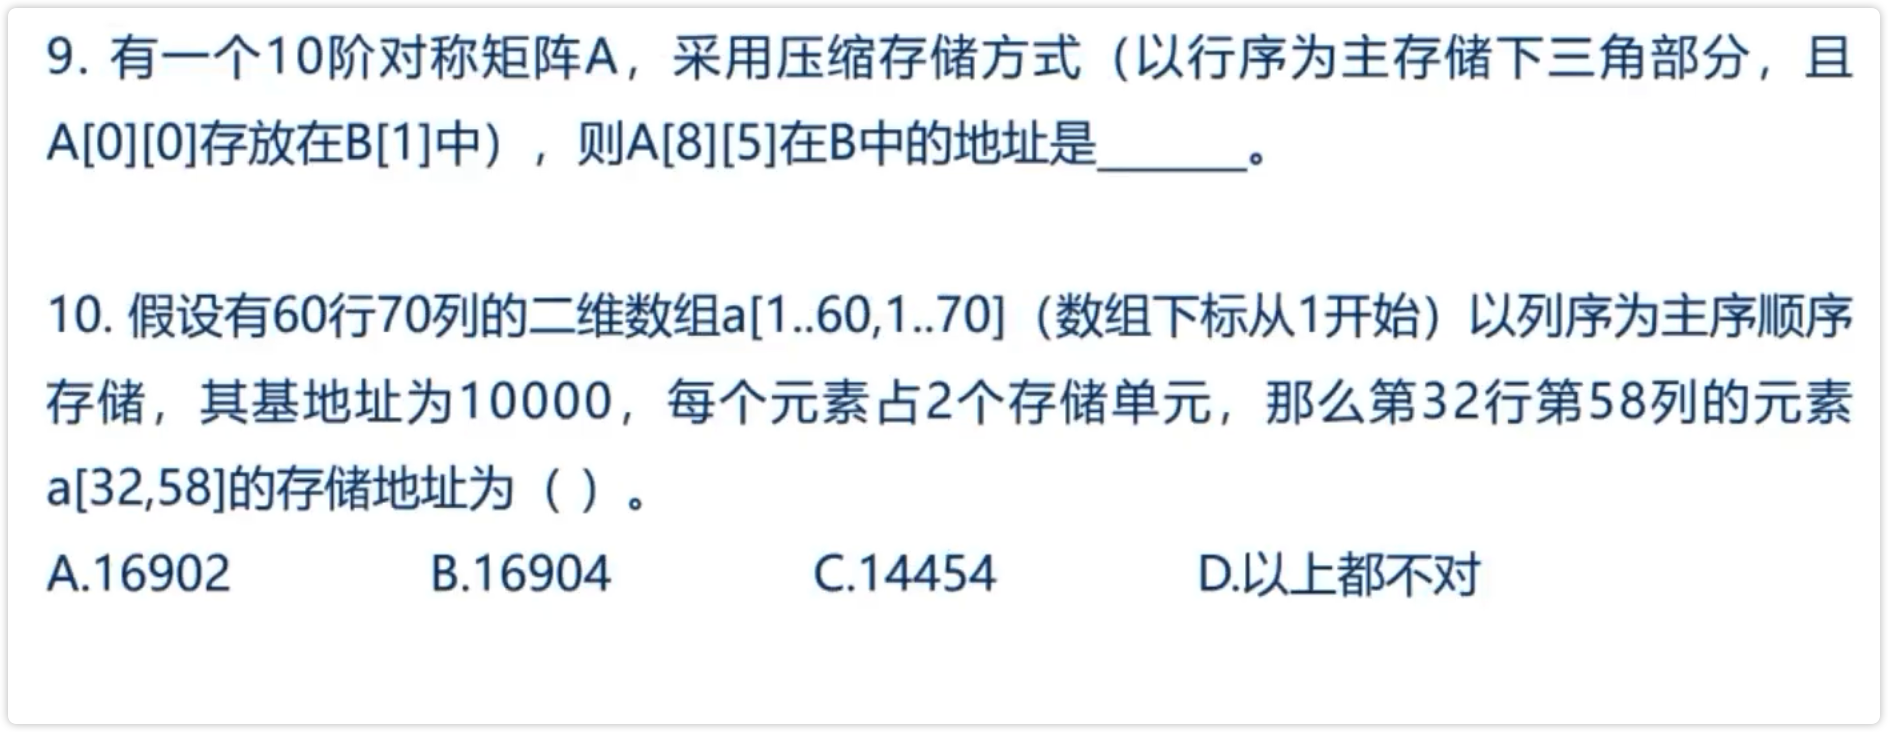 9. 有一个10阶对称矩阵A，采用压缩存储方式（以行序为主存储下三角部分，且
A[0][0]存放在B[1]中），则A[8][5]在B中的地址是______。
10. 假设有60行70列的二维数组a[1..60,1..70]（数组下标从1开始）以列序为主序顺序
存储，其基地址为10000，每个元素占2个存储单元，那么第32行第58列的元素
a[32,58]的存储地址为（ ）。
A.16902 B.16904 C.14454 D.以上都不对